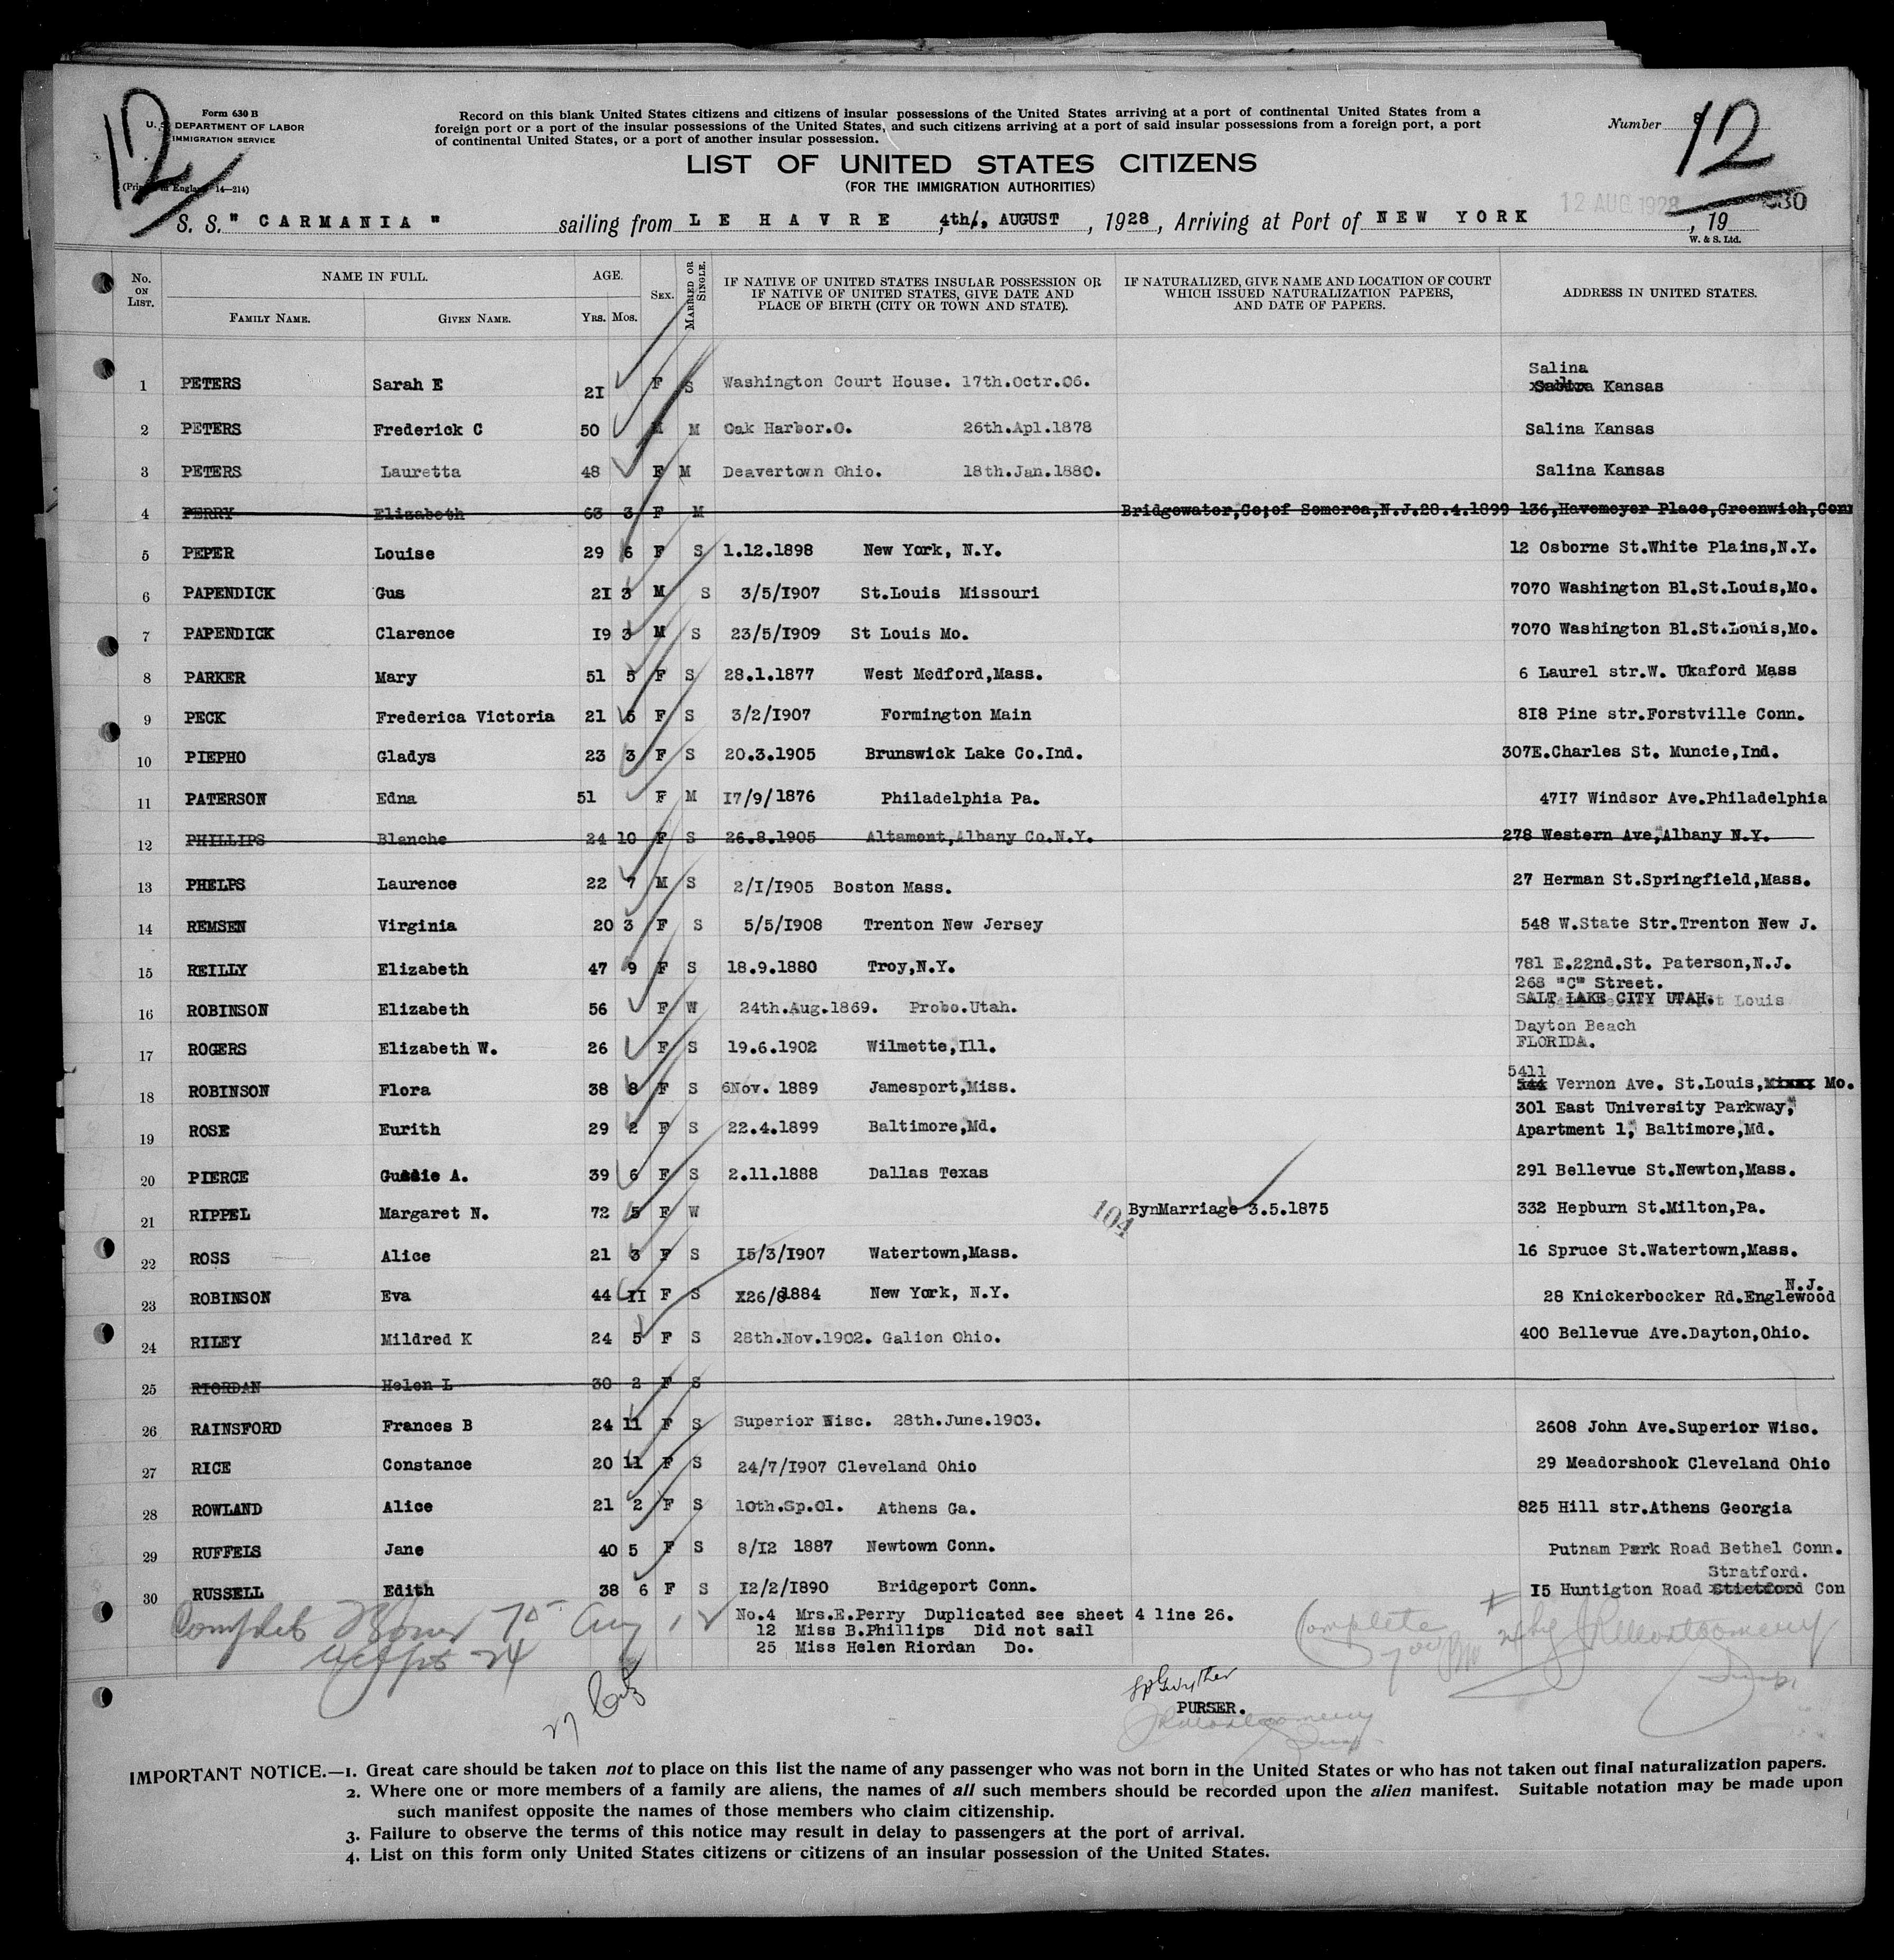 12
Form 630 B
U. S. DEPARTMENT OF LABOR
IMMIGRATION SERVICE
(Printed in England 14—214)
Record on this blank United States citizens and citizens of insular possessions of the United States arriving at a port of continental United States from a
foreign port or a port of the insular possessions of the United States, and such citizens arriving at a port of said insular possessions from a foreign port, a port
of continental United States, or a port of another insular possession.
Number 8
12
LIST OF UNITED STATES CITIZENS
(FOR THE IMMIGRATION AUTHORITIES)
12 AUG 1928
S. S. " CARMANIA " sailing from LE HAVRE, 4th/., AUGUST, 1928, Arriving at Port of NEW YORK, 19
W. & S. Ltd.
No. ON LIST. NAME IN FULL. FAMILY NAME. GIVEN NAME. AGE. YRS. MOS. SEX. MARRIED OR SINGLE. IF NATIVE OF UNITED STATES INSULAR POSSESSION OR IF NATIVE OF UNITED STATES, GIVE DATE AND PLACE OF BIRTH (CITY OR TOWN AND STATE). IF NATURALIZED, GIVE NAME AND LOCATION OF COURT WHICH ISSUED NATURALIZATION PAPERS, AND DATE OF PAPERS. ADDRESS IN UNITED STATES.
Salina
1 PETERS Sarah E 21 F S Washington Court House. 17th.Octr.06. Kansas
2 PETERS Frederick C 50 M M Oak Harbor.O. 26th.Apl.1878 Salina Kansas
3 PETERS Lauretta 48 F M Deavertown Ohio. 18th.Jan.1880. Salina Kansas
4 PERRY Elizabeth 63 3 F M Bridgewater,Co;of Somerea,N.J.28.4.1899 136,Havemeyer Place,Greenwich,Conn
5 PEPER Louise 29 6 F S 1.12.1898 New York, N.Y. 12 Osborne St.White Plains,N.Y.
6 PAPENDICK Gus 21 3 M S 3/5/1907 St.Louis Missouri 7070 Washington Bl.St.Louis,Mo.
7 PAPENDICK Clarence 19 3 M S 23/5/1909 St Louis Mo. 7070 Washington Bl.St.Louis,Mo.
8 PARKER Mary 51 5 F S 28.1.1877 West Medford,Mass. 6 Laurel str.W. Ukaford Mass
9 PECK Frederica Victoria 21 5 F S 3/2/1907 Formington Main 818 Pine str.Forstville Conn.
10 PIEPHO Gladys 23 3 F S 20.3.1905 Brunswick Lake Co.Ind. 307E.Charles St. Muncie,Ind.
11 PATERSON Edna 51 F M 17/9/1876 Philadelphia Pa. 4717 Windsor Ave.Philadelphia
12 PHILLIPS Blanche 24 10 F S 26.8.1905 Altamont,Albany Co.N.Y. 278 Western Ave,Albany N.Y.
13 PHELPS Laurence 22 7 M S 2/1/1905 Boston Mass. 27 Herman St.Springfield,Mass.
14 REMSEN Virginia 20 3 F S 5/5/1908 Trenton New Jersey 548 W.State Str.Trenton New J.
15 REILLY Elizabeth 47 9 F S 18.9.1880 Troy,N.Y. 781 E.22nd.St. Paterson,N.J.
268 "C" Street.
16 ROBINSON Elizabeth 56 F W 24th.Aug.1869. Probo.Utah. SALT LAKE CITY UTAH. St Louis
Dayton Beach
17 ROGERS Elizabeth W. 26 F S 19.6.1902 Wilmette,Ill. FLORIDA.
5411
18 ROBINSON Flora 38 8 F S 6Nov. 1889 Jamesport,Miss. 544 Vernon Ave. St.Louis, Mo.
301 East University Parkway,
19 ROSE Eurith 29 2 F S 22.4.1899 Baltimore,Md. Apartment 1, Baltimore,Md.
20 PIERCE Gussie A. 39 6 F S 2.11.1888 Dallas Texas 291 Bellevue St.Newton,Mass.
21 RIPPEL Margaret N. 72 5 F W 104 BynMarriage 3.5.1875 332 Hepburn St.Milton,Pa.
22 ROSS Alice 21 3 F S 15/3/1907 Watertown,Mass. 16 Spruce St.Watertown,Mass.
N.J.
23 ROBINSON Eva 44 11 F S X26/81884 New York, N.Y. 28 Knickerbocker Rd.Englewood
24 RILEY Mildred K 24 5 F S 28th.Nov.1902. Galion Ohio. 400 Bellevue Ave.Dayton,Ohio.
25 RIORDAN Helen L 30 2 F S
26 RAINSFORD Frances B 24 11 F S Superior Wisc. 28th.June.1903. 2608 John Ave.Superior Wisc.
27 RICE Constance 20 11 F S 24/7/1907 Cleveland Ohio 29 Meadorshook Cleveland Ohio
28 ROWLAND Alice 21 2 F S 10th.Sp.01. Athens Ga. 825 Hill str.Athens Georgia
29 RUFFELS Jane 40 5 F S 8/12 1887 Newtown Conn. Putnam Park Road Bethel Conn.
Stratford.
30 RUSSELL Edith 38 6 F S 12/2/1890 Bridgeport Conn. 15 Huntigton Road Con
No.4 Mrs.E.Perry Duplicated see sheet 4 line 26.
12 Miss B.Phillips Did not sail
25 Miss Helen Riordan Do.
Complete
PURSER.
IMPORTANT NOTICE.—1. Great care should be taken not to place on this list the name of any passenger who was not born in the United States or who has not taken out final naturalization papers.
2. Where one or more members of a family are aliens, the names of all such members should be recorded upon the alien manifest. Suitable notation may be made upon
such manifest opposite the names of those members who claim citizenship.
3. Failure to observe the terms of this notice may result in delay to passengers at the port of arrival.
4. List on this form only United States citizens or citizens of an insular possession of the United States.